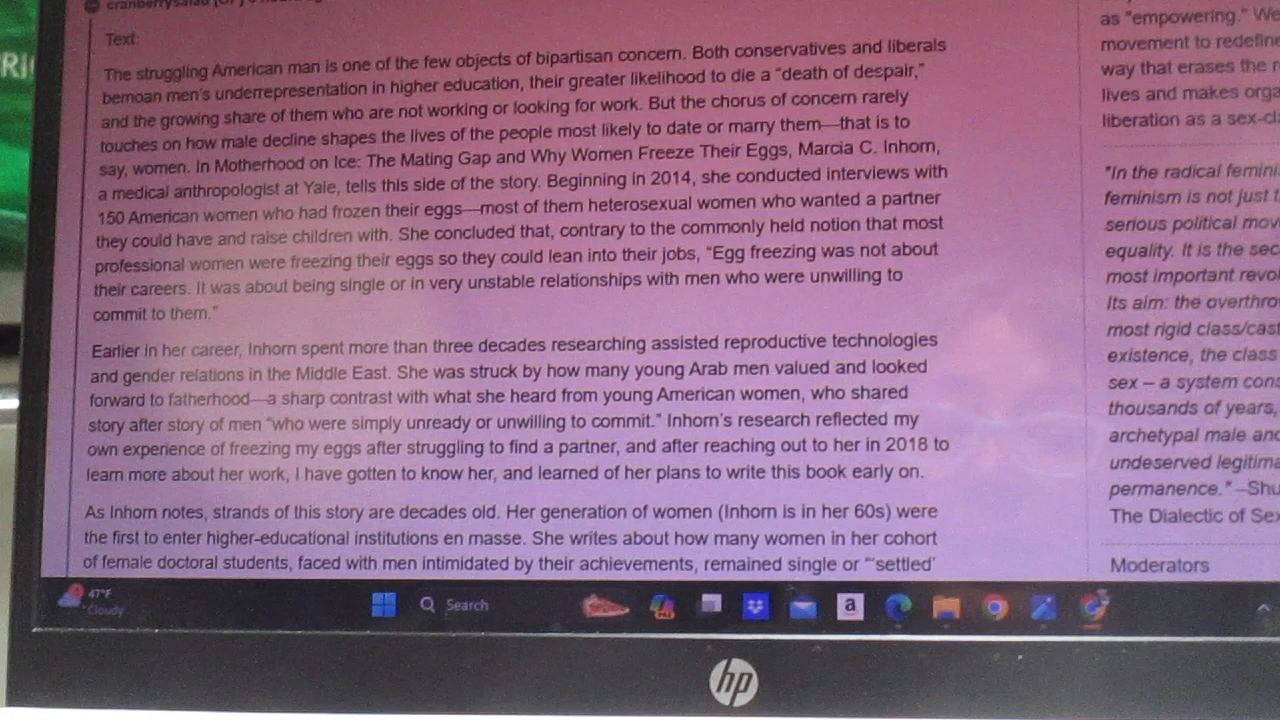 RI
cranberrysalad
Text:
The struggling American man is one of the few objects of bipartisan concern. Both conservatives and liberals
bemoan men's underrepresentation in higher education, their greater likelihood to die a “death of despair,”
and the growing share of them who are not working or looking for work. But the chorus of concern rarely
touches on how male decline shapes the lives of the people most likely to date or marry them—that is to
say, women. In Motherhood on Ice: The Mating Gap and Why Women Freeze Their Eggs, Marcia C. Inhorn,
a medical anthropologist at Yale, tells this side of the story. Beginning in 2014, she conducted interviews with
150 American women who had frozen their eggs—most of them heterosexual women who wanted a partner
they could have and raise children with. She concluded that, contrary to the commonly held notion that most
professional women were freezing their eggs so they could lean into their jobs, “Egg freezing was not about
their careers. It was about being single or in very unstable relationships with men who were unwilling to
commit to them.”
Earlier in her career, Inhorn spent more than three decades researching assisted reproductive technologies
and gender relations in the Middle East. She was struck by how many young Arab men valued and looked
forward to fatherhood—a sharp contrast with what she heard from young American women, who shared
story after story of men “who were simply unready or unwilling to commit.” Inhorn's research reflected my
own experience of freezing my eggs after struggling to find a partner, and after reaching out to her in 2018 to
learn more about her work, I have gotten to know her, and learned of her plans to write this book early on.
As Inhorn notes, strands of this story are decades old. Her generation of women (Inhorn is in her 60s) were
the first to enter higher-educational institutions en masse. She writes about how many women in her cohort
of female doctoral students, faced with men intimidated by their achievements, remained single or “‘settled’
as "empowering." We
movement to redefine
way that erases the
lives and makes orga
liberation as a sex-cl
"In the radical femini
feminism is not just
serious political mov
equality. It is the sec
most important revol
Its aim: the overthro
most rigid class/cast
existence, the class
sex – a system cons
thousands of years,
archetypal male and
undeserved legitima
permanence." –Shu
The Dialectic of Sex
Moderators
47°F
Cloudy
Search
a
hp